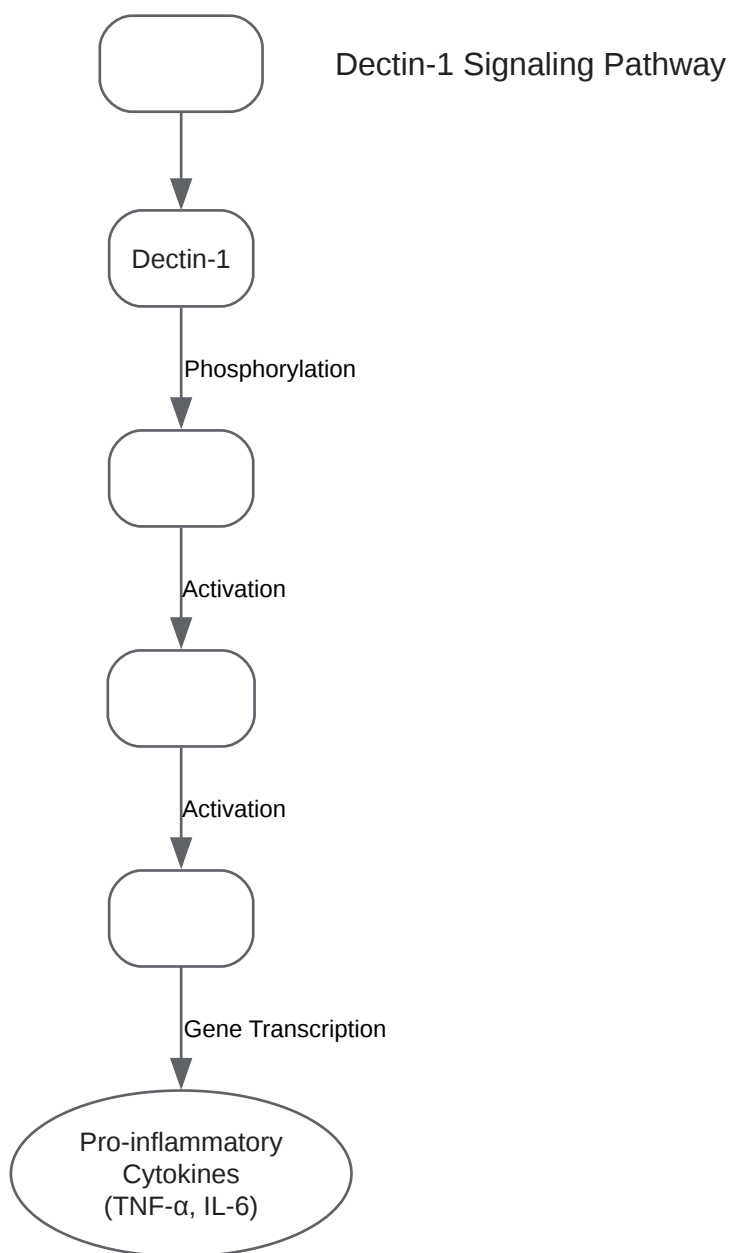 Dectin-1 Signaling Pathway
Dectin-1
Phosphorylation
Activation
Activation
Gene Transcription
Pro-inflammatory
Cytokines
(TNF-α, IL-6)